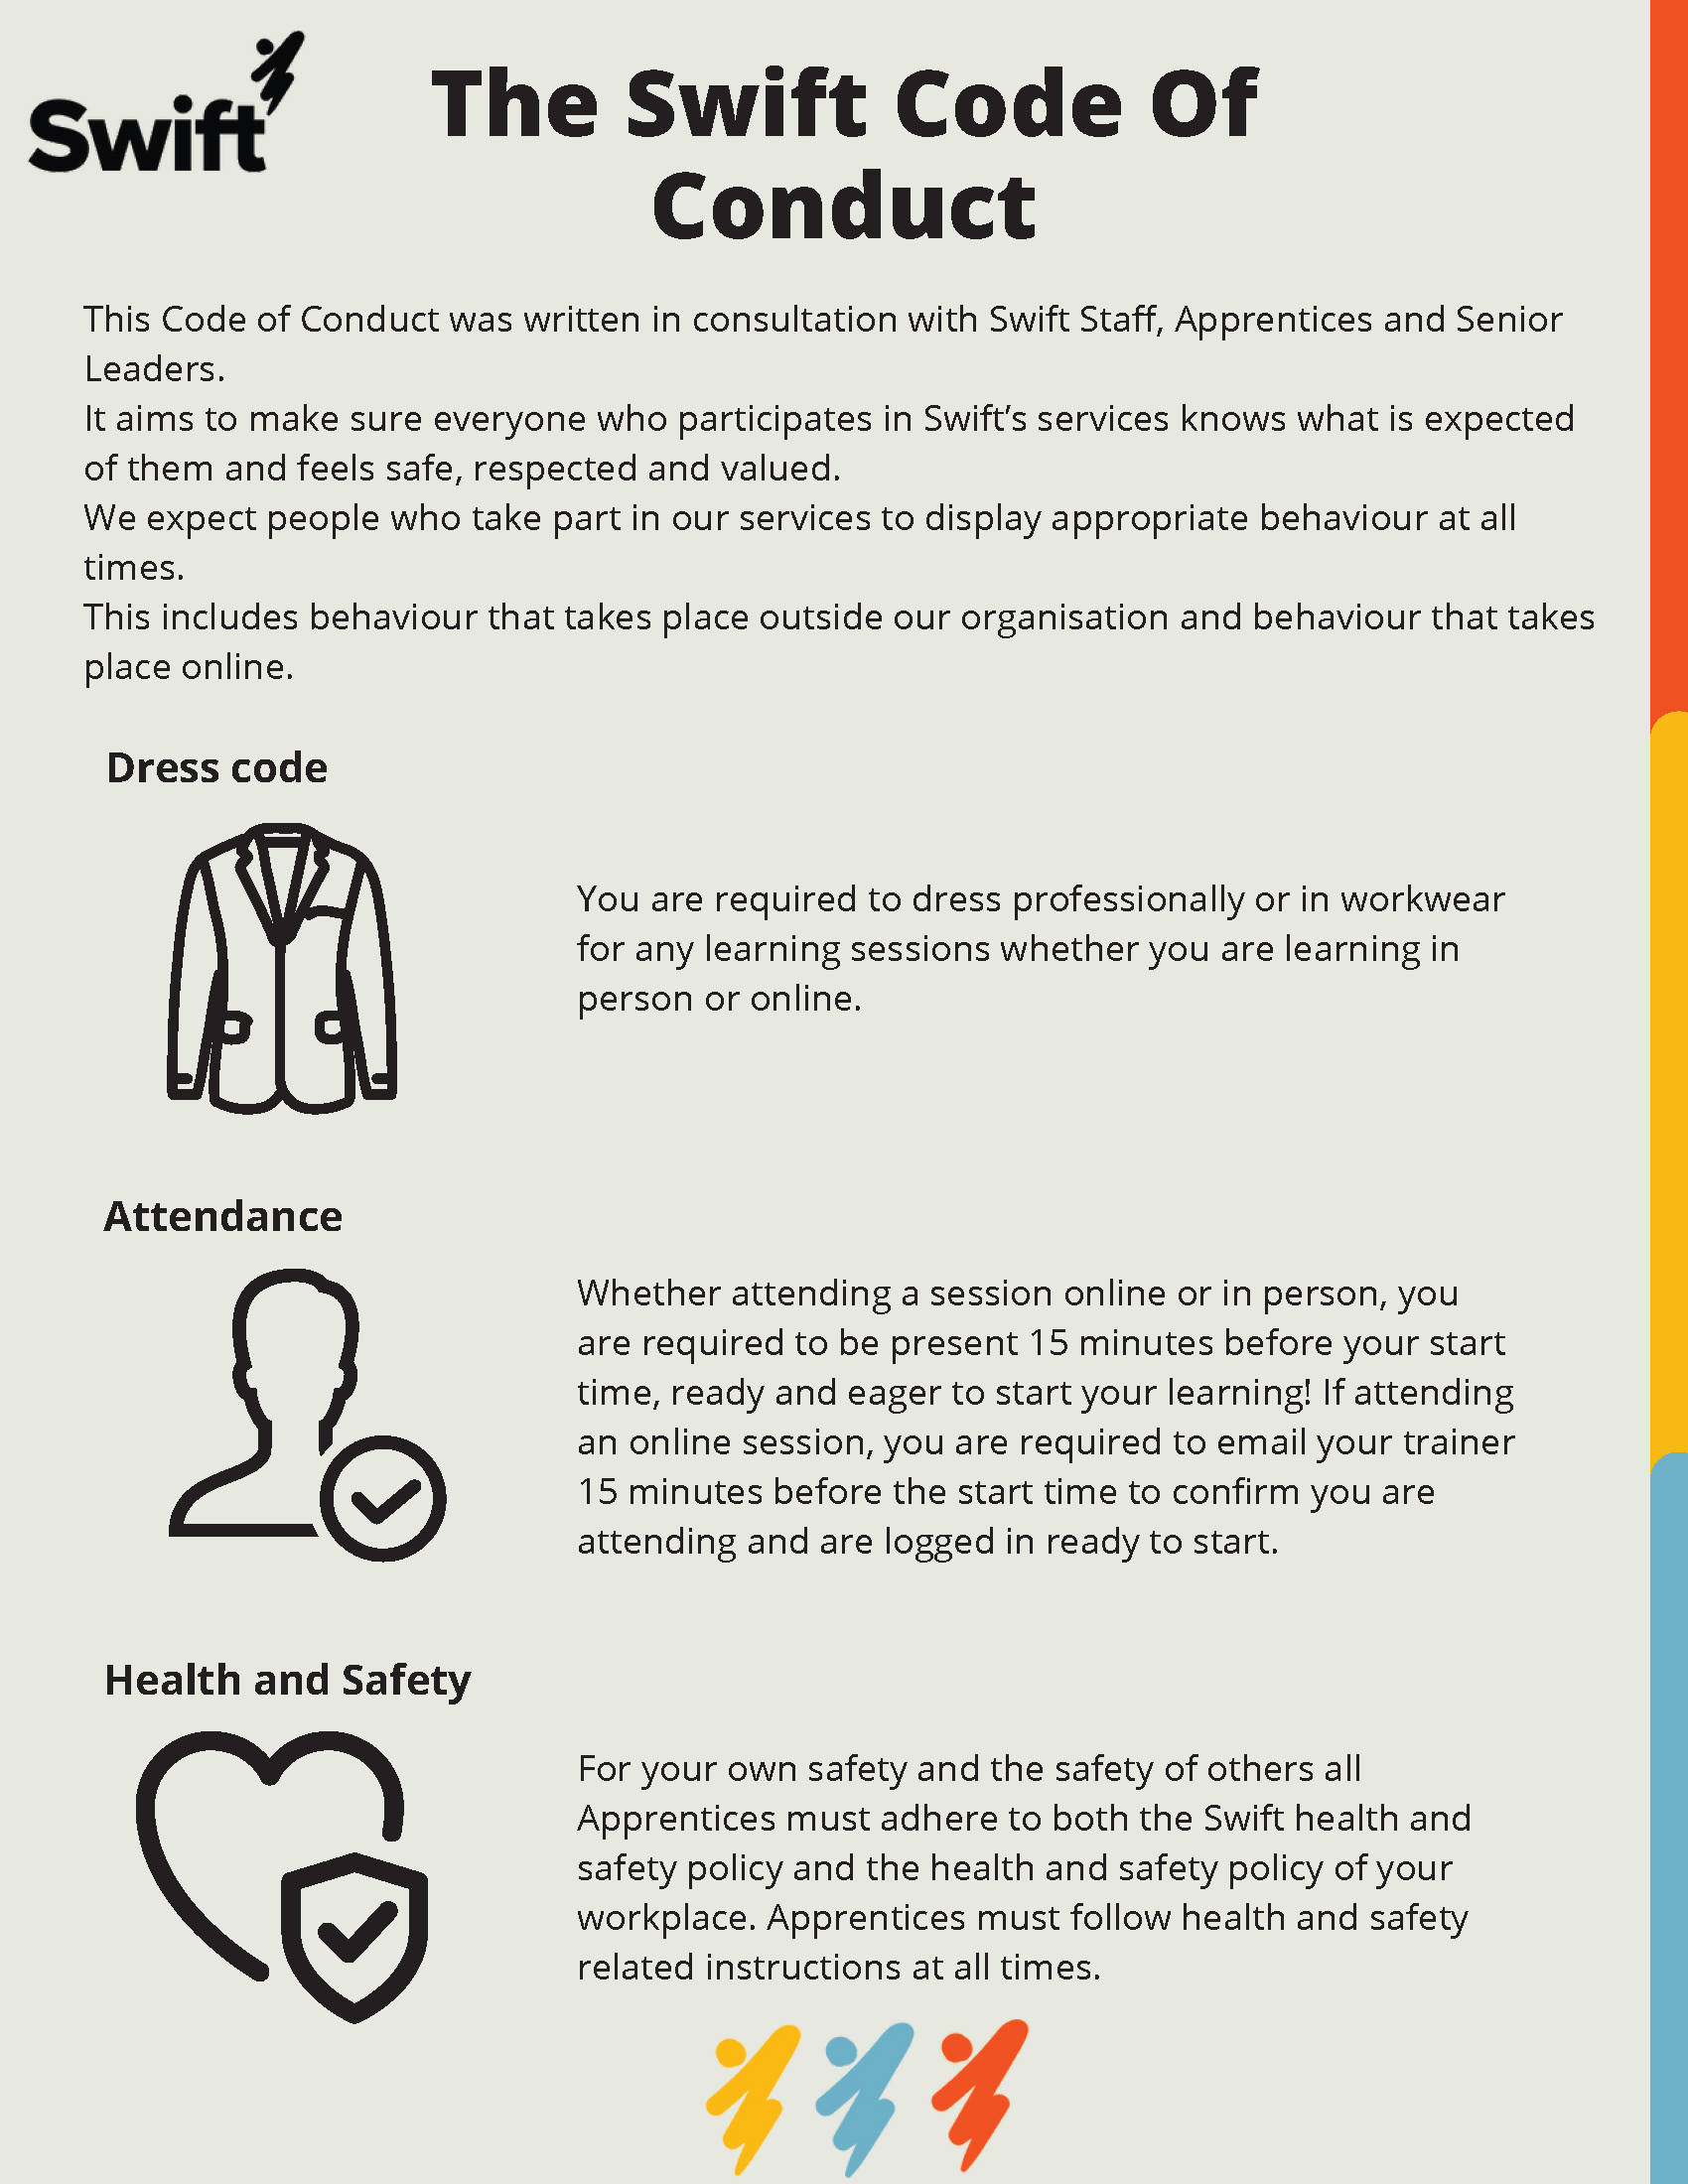 Swift
The Swift Code Of
Conduct
This Code of Conduct was written in consultation with Swift Staff, Apprentices and Senior
Leaders.
It aims to make sure everyone who participates in Swift’s services knows what is expected
of them and feels safe, respected and valued.
We expect people who take part in our services to display appropriate behaviour at all
times.
This includes behaviour that takes place outside our organisation and behaviour that takes
place online.
Dress code
You are required to dress professionally or in workwear
for any learning sessions whether you are learning in
person or online.
Attendance
Whether attending a session online or in person, you
are required to be present 15 minutes before your start
time, ready and eager to start your learning! If attending
an online session, you are required to email your trainer
15 minutes before the start time to confirm you are
attending and are logged in ready to start.
Health and Safety
For your own safety and the safety of others all
Apprentices must adhere to both the Swift health and
safety policy and the health and safety policy of your
workplace. Apprentices must follow health and safety
related instructions at all times.